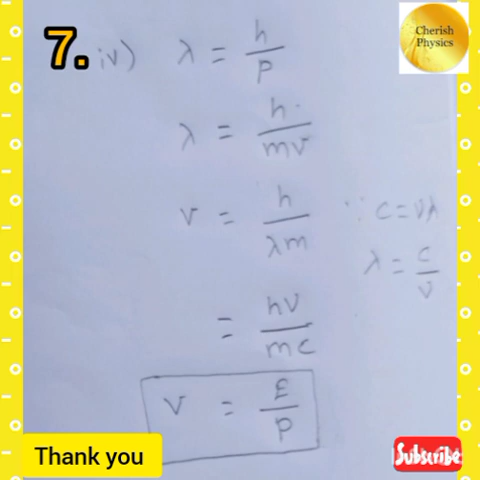 Cherish
Physics
7. iv) λ = h/p
λ = h/mv
v = h/λm ∵ c = νλ
λ = c/ν
= hν/mc
v = E/p
Thank you
Subscribe